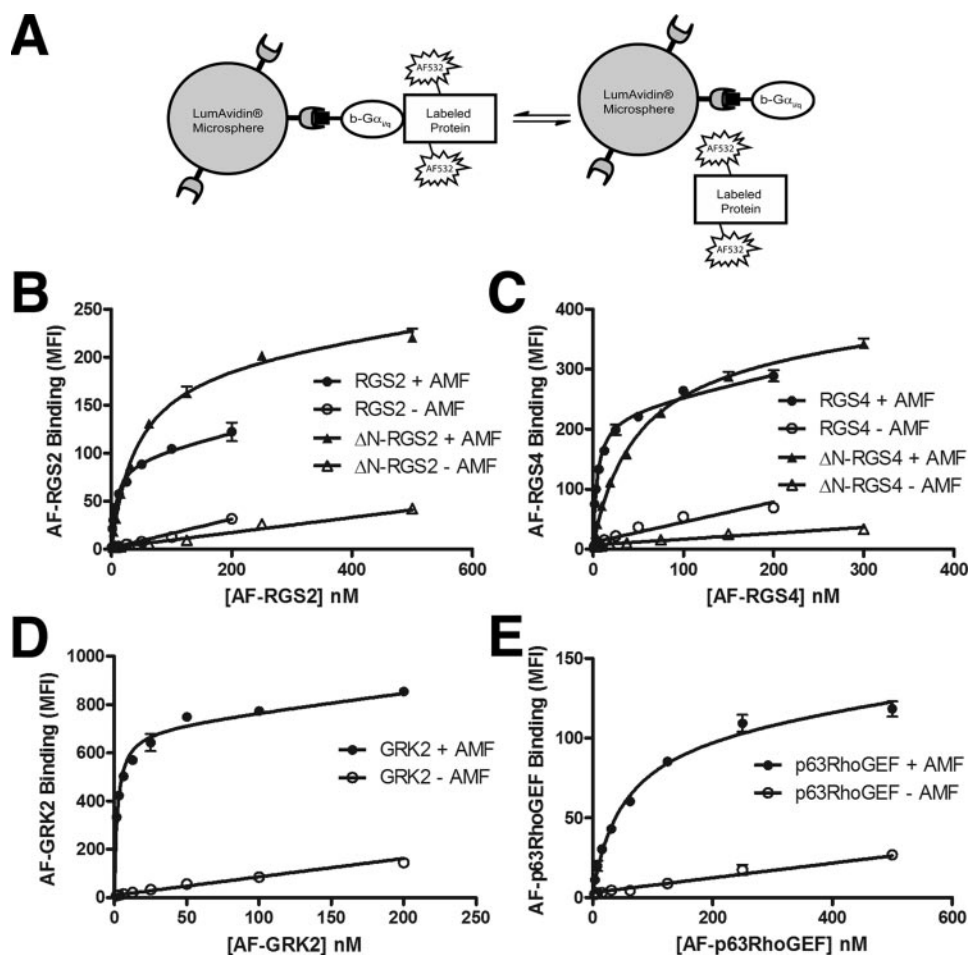 A
AF532
LumAvidin®
Microsphere
b-Gαi/q
Labeled
Protein
AF532
LumAvidin®
Microsphere
b-Gαi/q
AF532
Labeled
Protein
AF532
B
AF-RGS2 Binding (MFI)
250
200
150
100
50
0
0
200
400
600
[AF-RGS2] nM
RGS2 + AMF
RGS2 - AMF
ΔN-RGS2 + AMF
ΔN-RGS2 - AMF
C
AF-RGS4 Binding (MFI)
400
300
200
100
0
0
100
200
300
400
[AF-RGS4] nM
RGS4 + AMF
RGS4 - AMF
ΔN-RGS4 + AMF
ΔN-RGS4 - AMF
D
AF-GRK2 Binding (MFI)
1000
800
600
400
200
0
0
50
100
150
200
[AF-GRK2] nM
GRK2 + AMF
GRK2 - AMF
E
AF-p63RhoGEF Binding (MFI)
150
100
50
0
0
200
400
600
[AF-p63RhoGEF] nM
p63RhoGEF + AMF
p63RhoGEF - AMF